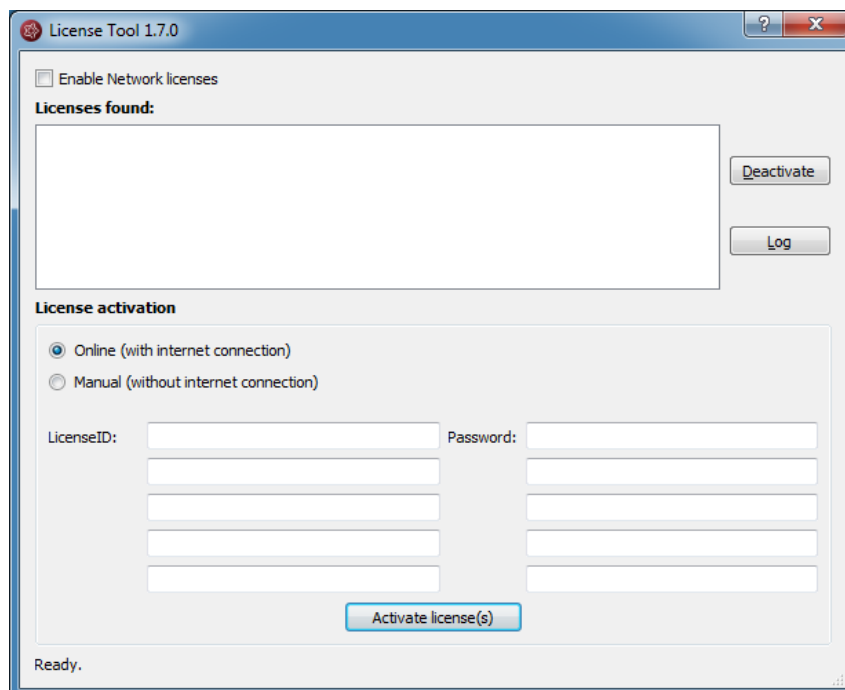 License Tool 1.7.0
?
Enable Network licenses
Licenses found:
Deactivate
Log
License activation
Online (with internet connection)
Manual (without internet connection)
LicenseID: Password:
Activate license(s)
Ready.